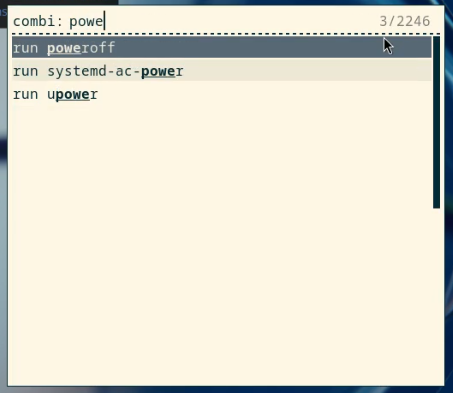 combi: powe 3/2246
run poweroff
run systemd-ac-power
run upower